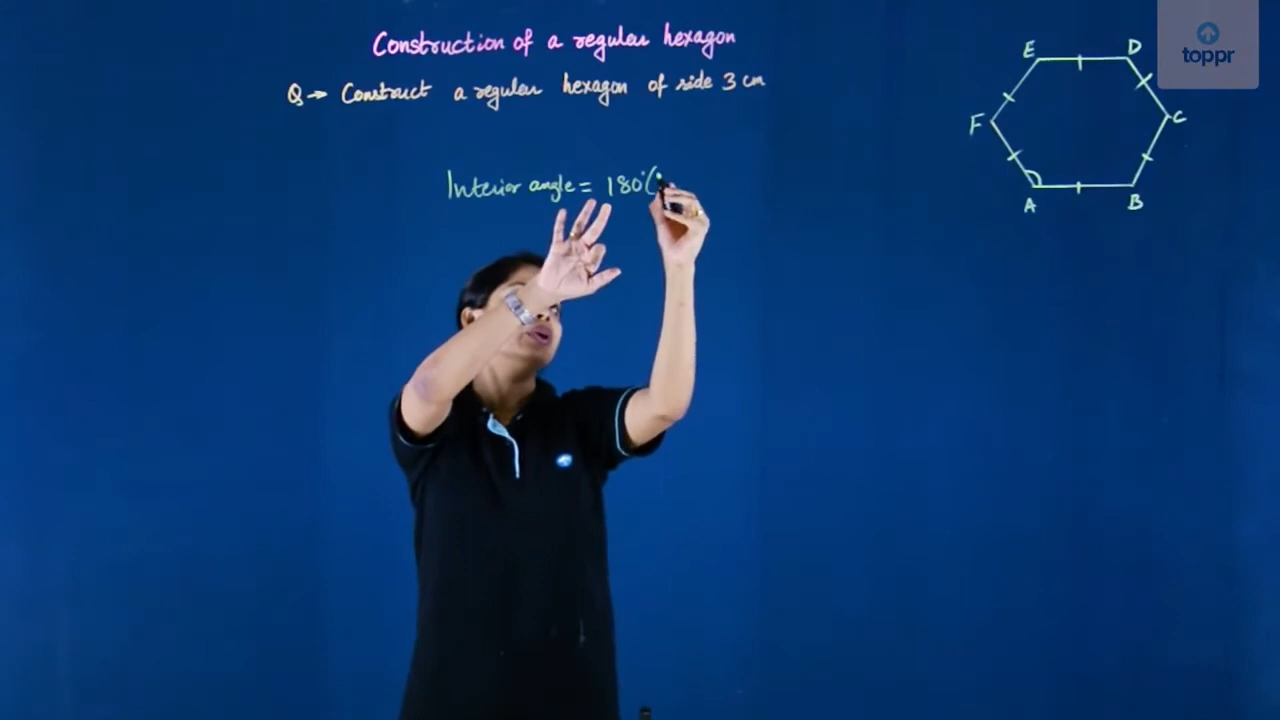 Construction of a regular hexagon
Q → Construct a regular hexagon of side 3 cm
Interior angle = 180°(
E
D
F
C
A
B
toppr